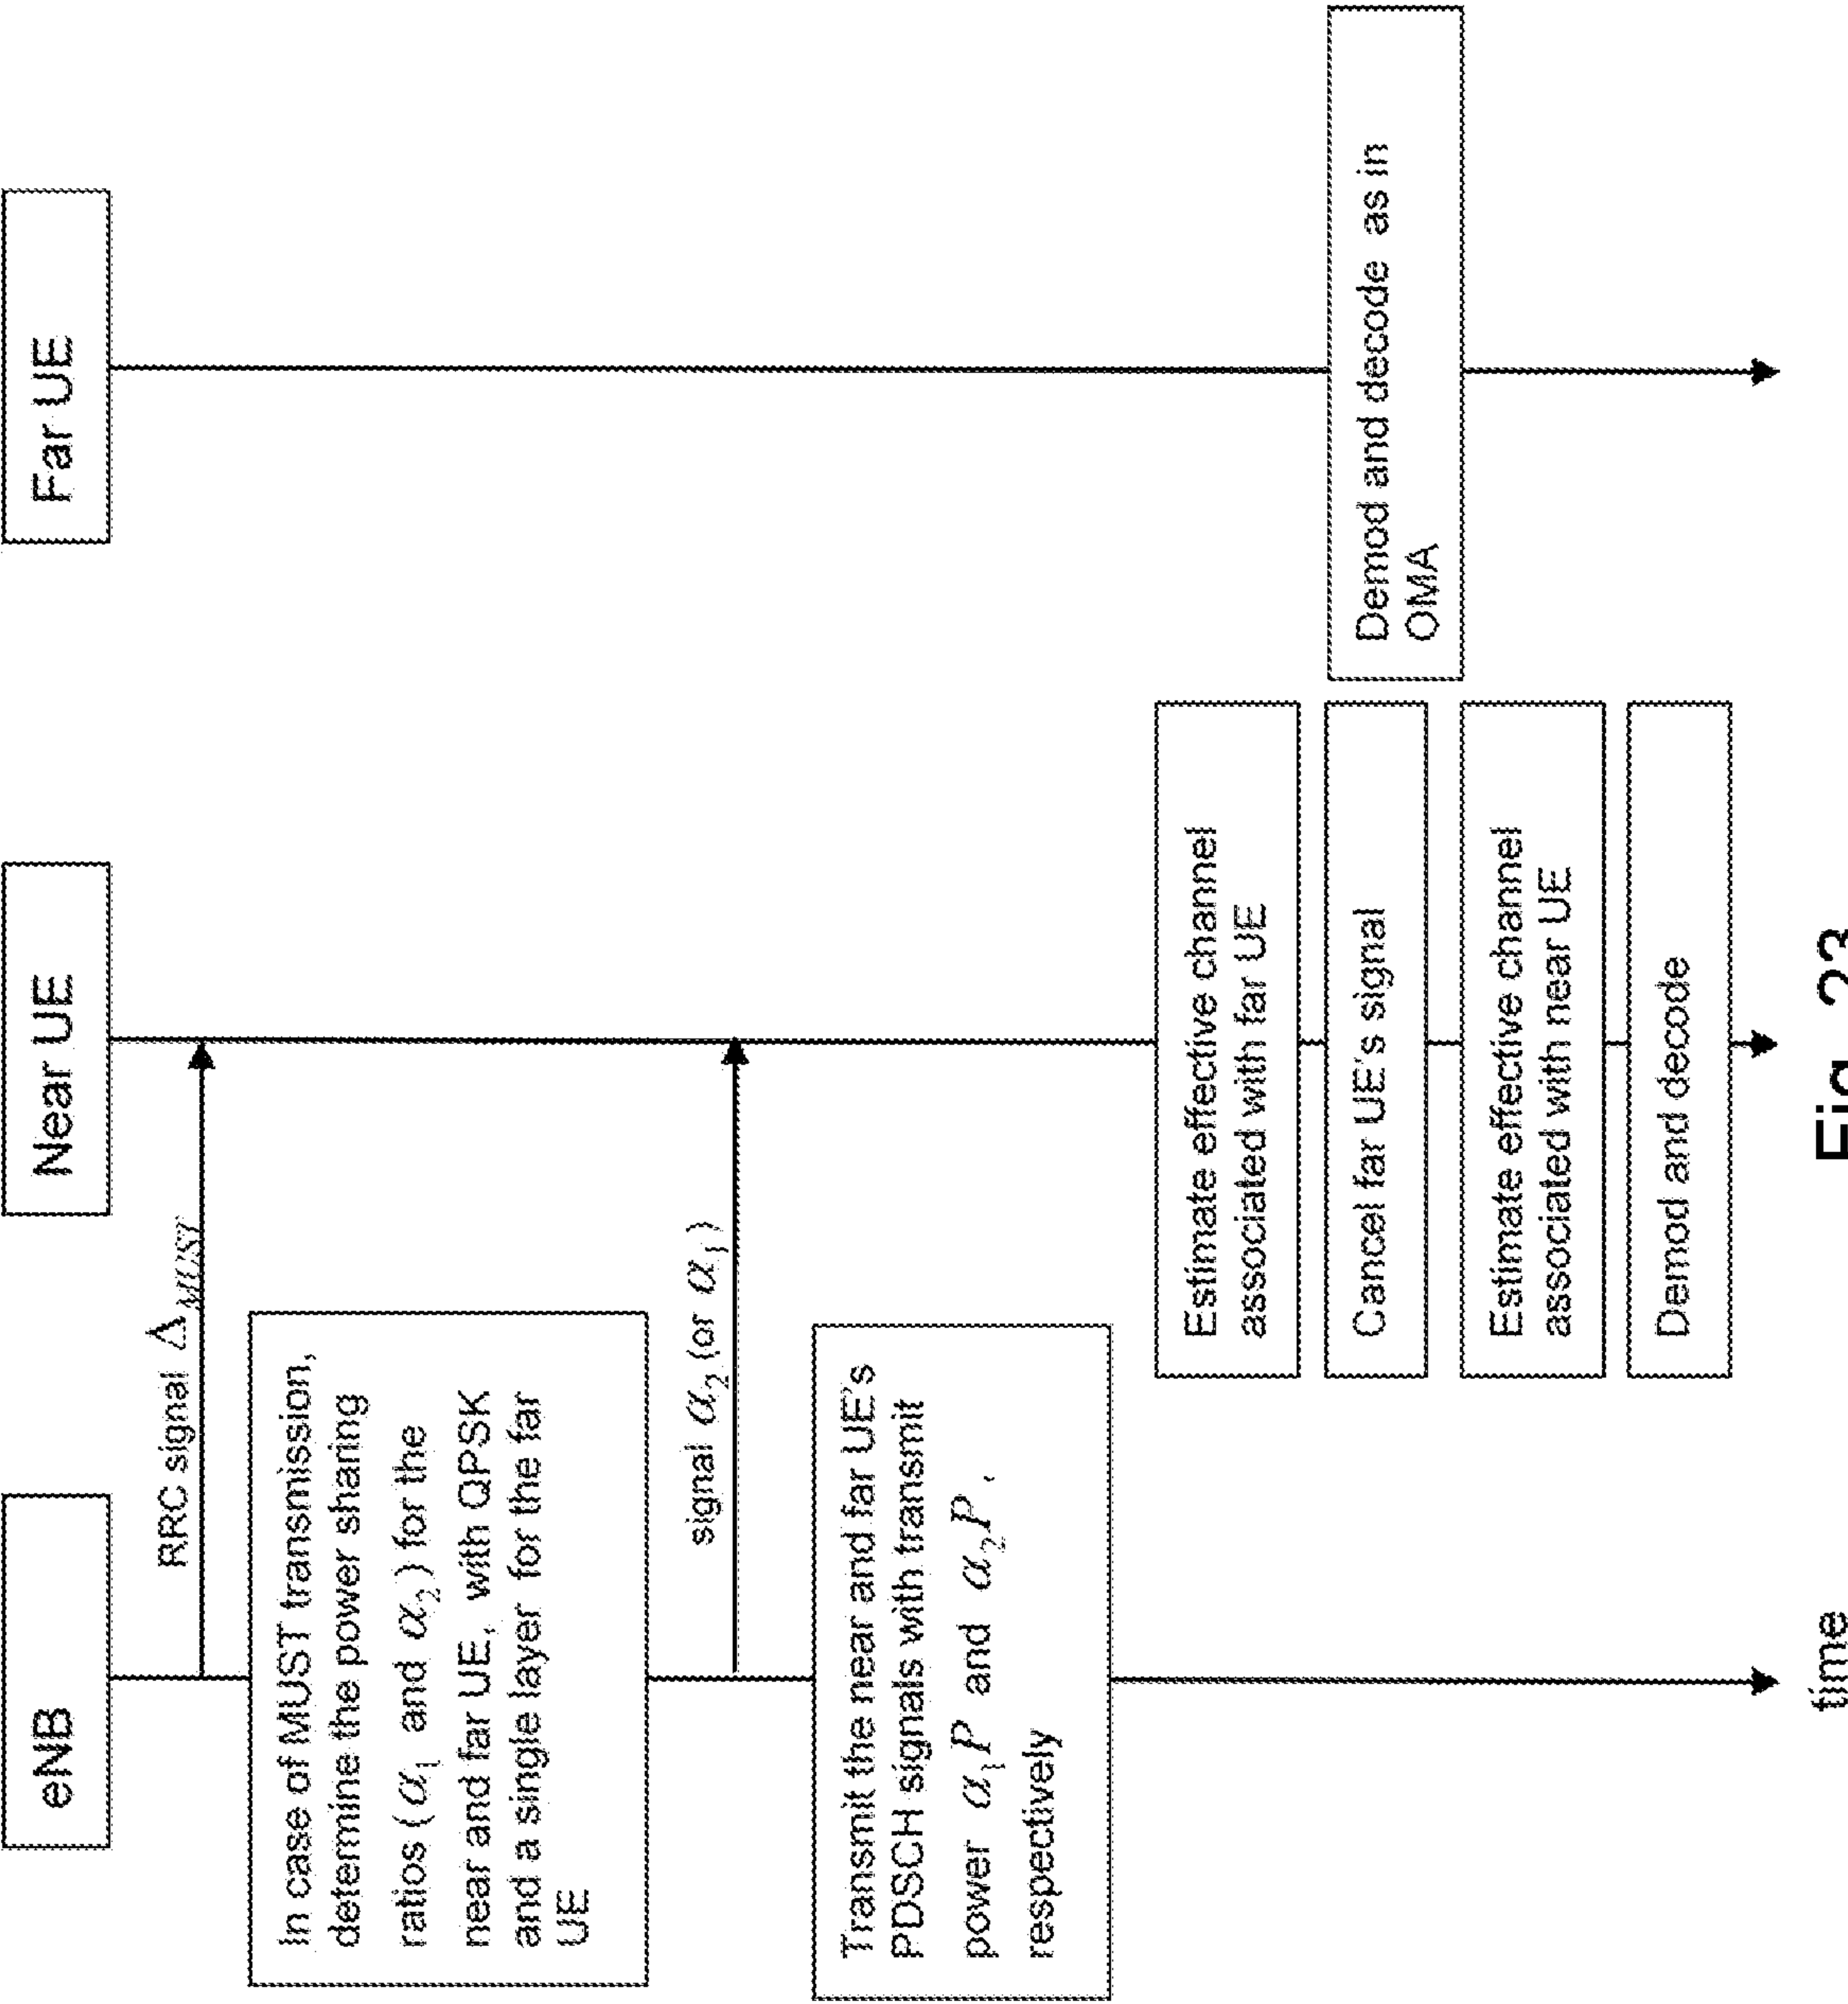 eNB
Near UE
Far UE
RRC signal Δ_MUST
In case of MUST transmission,
determine the power sharing
ratios (α₁ and α₂) for the
near and far UE, with QPSK
and a single layer for the far
UE
signal α₂ (or α₁)
Transmit the near and far UE's
PDSCH signals with transmit
power α₁P and α₂P,
respectively
Estimate effective channel
associated with far UE
Cancel far UE's signal
Estimate effective channel
associated with near UE
Demod and decode
Demod and decode as in
OMA
time
Fig. 23